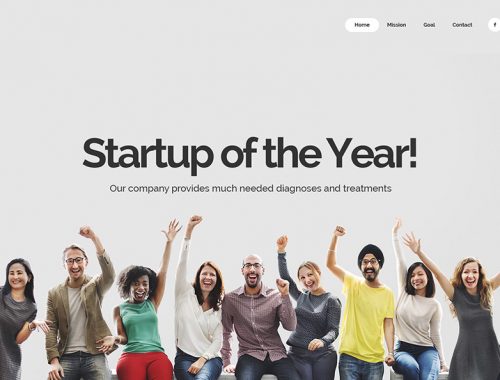 Home Mission Goal Contact f
Startup of the Year!
Our company provides much needed diagnoses and treatments